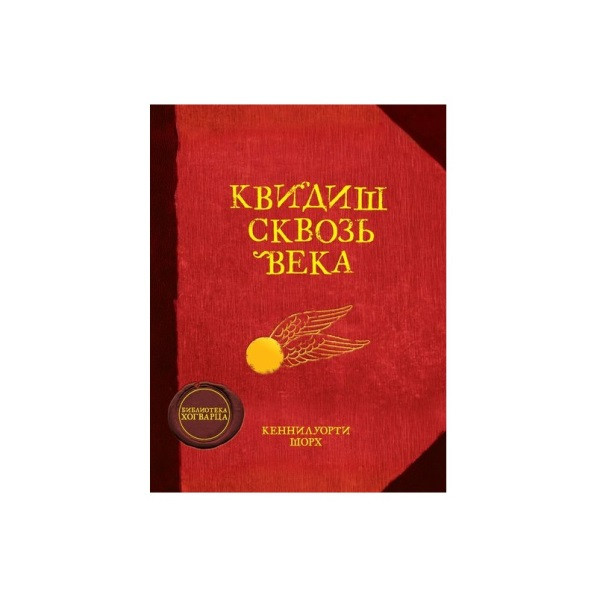 КВИДИШ
СКВОЗЬ
ВЕКА
БИБЛИОТЕКА
ХОГВАРЦА
КЕННИЛУОРТИ
ШОРХ